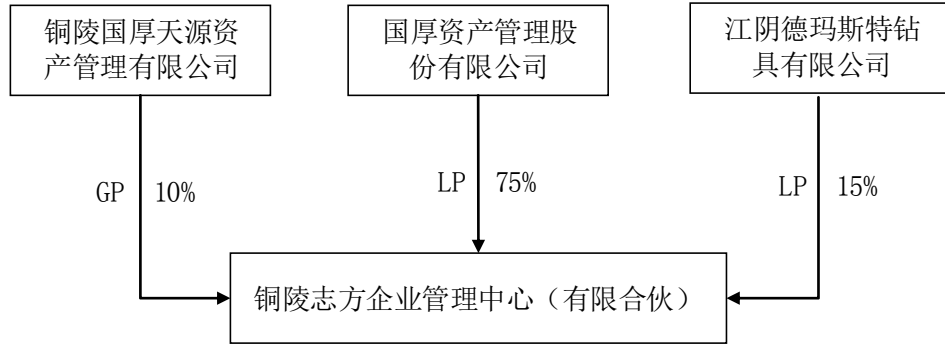 铜陵国厚天源资
产管理有限公司
国厚资产管理股
份有限公司
江阴德玛斯特钻
具有限公司
GP 10%
LP 75%
LP 15%
铜陵志方企业管理中心（有限合伙）